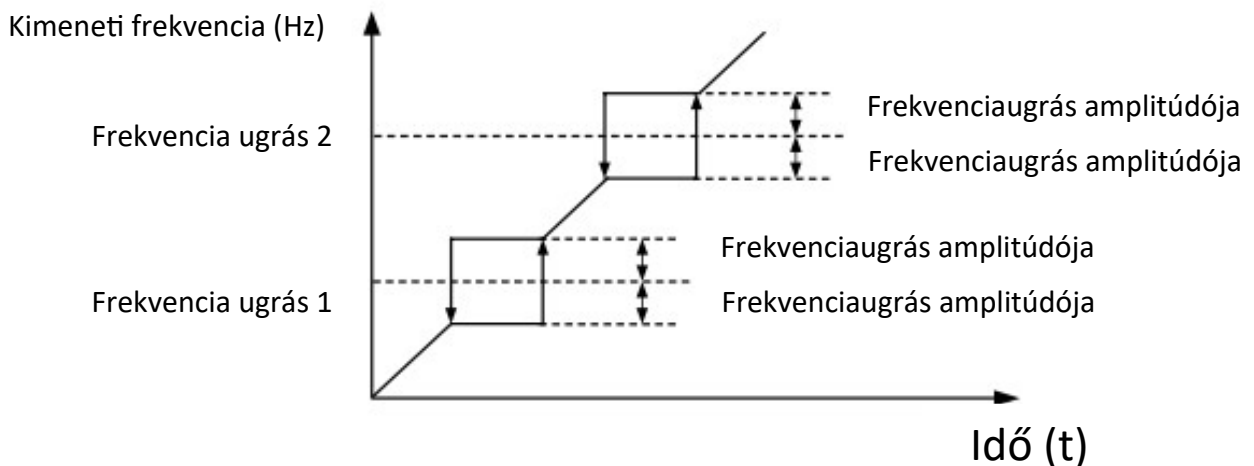 Kimeneti frekvencia (Hz)
Frekvenciaugrás amplitúdója
Frekvencia ugrás 2
Frekvenciaugrás amplitúdója
Frekvenciaugrás amplitúdója
Frekvencia ugrás 1
Frekvenciaugrás amplitúdója
Idő (t)